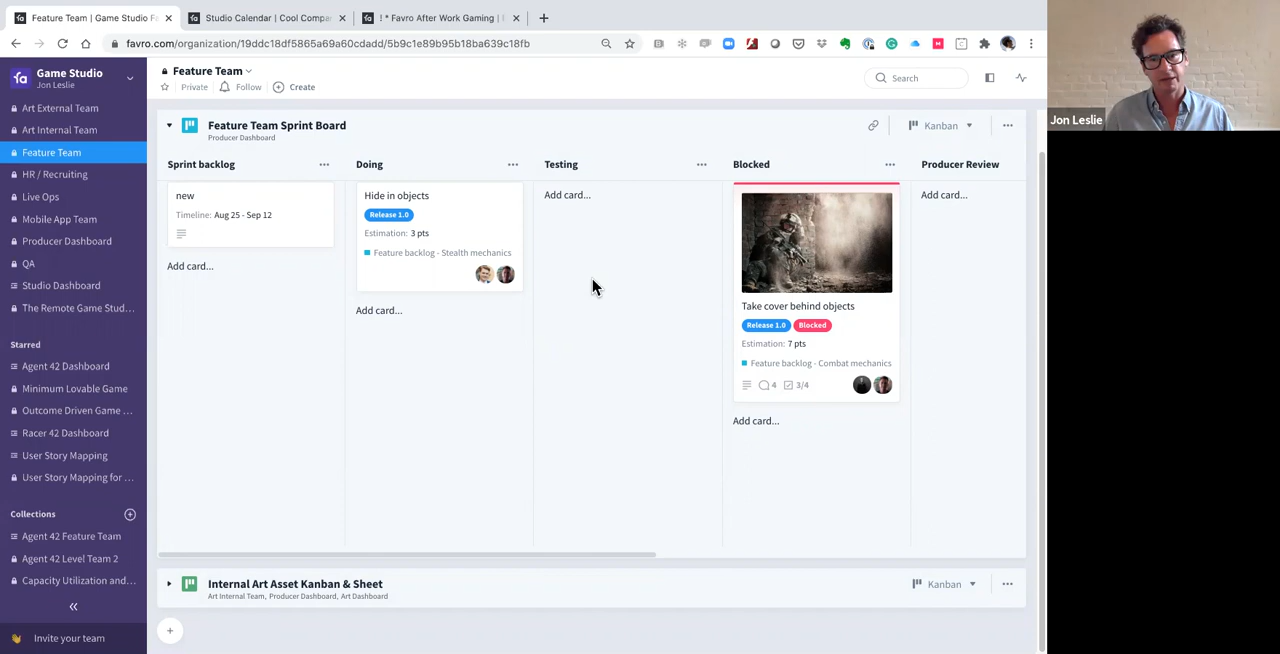 Feature Team | Game Studio F
Studio Calendar | Cool Compa
! * Favro After Work Gaming |
favro.com/organization/19ddc18df5865a69a60cdadd/5b9c1e89b95b18ba639c18fb
Game Studio
Jon Leslie
Art External Team
Art Internal Team
Feature Team
HR / Recruiting
Live Ops
Mobile App Team
Producer Dashboard
QA
Studio Dashboard
The Remote Game Stud...
Starred
Agent 42 Dashboard
Minimum Lovable Game
Outcome Driven Game ...
Racer 42 Dashboard
User Story Mapping
User Story Mapping for ...
Collections
Agent 42 Feature Team
Agent 42 Level Team 2
Capacity Utilization and...
Invite your team
Feature Team
Private Follow Create
Search
Feature Team Sprint Board
Producer Dashboard
Kanban
Sprint backlog
new
Timeline: Aug 25 - Sep 12
Add card...
Doing
Hide in objects
Release 1.0
Estimation: 3 pts
Feature backlog - Stealth mechanics
Add card...
Testing
Add card...
Blocked
Take cover behind objects
Release 1.0 Blocked
Estimation: 7 pts
Feature backlog - Combat mechanics
4 3/4
Add card...
Producer Review
Add card...
Internal Art Asset Kanban & Sheet
Art Internal Team, Producer Dashboard, Art Dashboard
Kanban
Jon Leslie